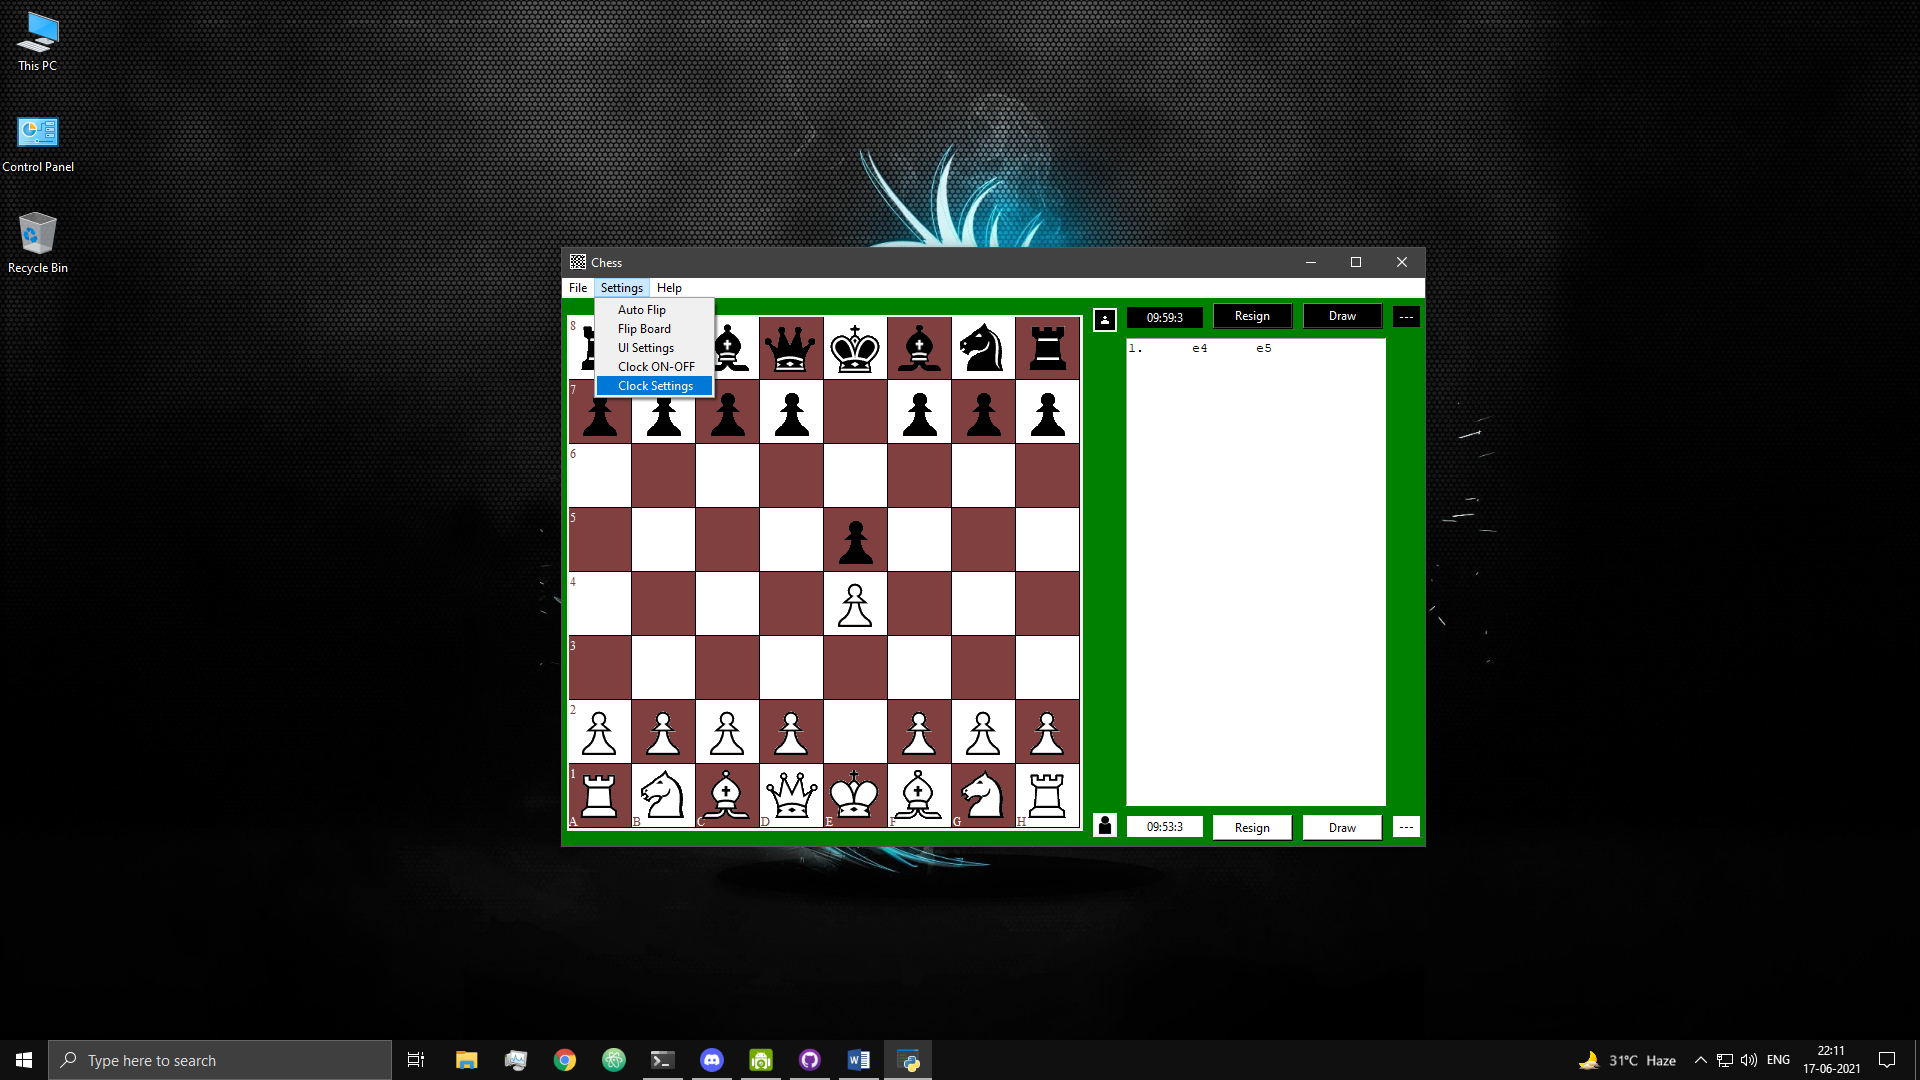 This PC
Control Panel
Recycle Bin
Chess
File Settings Help
Auto Flip
Flip Board
UI Settings
Clock ON-OFF
Clock Settings
09:59:3 Resign Draw ---
1. e4 e5
8
7
6
5
4
3
2
1
A B C D E F G H
09:53:3 Resign Draw ---
Type here to search
31°C Haze
ENG
22:11
17-06-2021